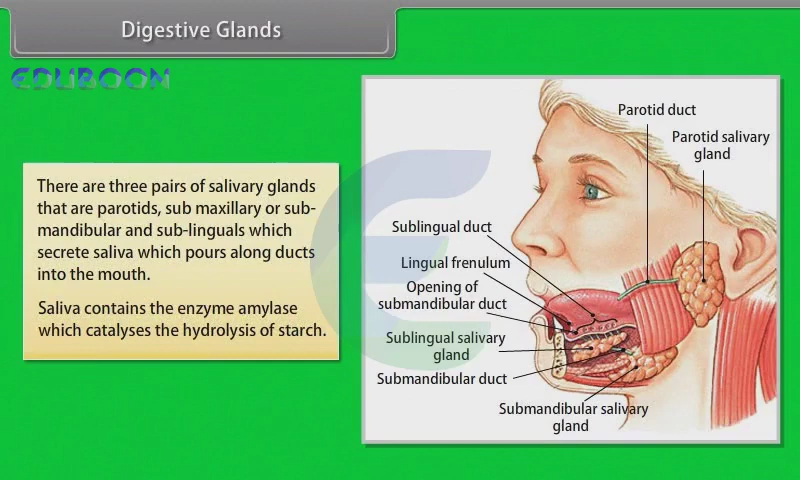 Digestive Glands
EDUBOON
There are three pairs of salivary glands
that are parotids, sub maxillary or sub-
mandibular and sub-linguals which
secrete saliva which pours along ducts
into the mouth.
Saliva contains the enzyme amylase
which catalyses the hydrolysis of starch.
Parotid duct
Parotid salivary
gland
Sublingual duct
Lingual frenulum
Opening of
submandibular duct
Sublingual salivary
gland
Submandibular duct
Submandibular salivary
gland